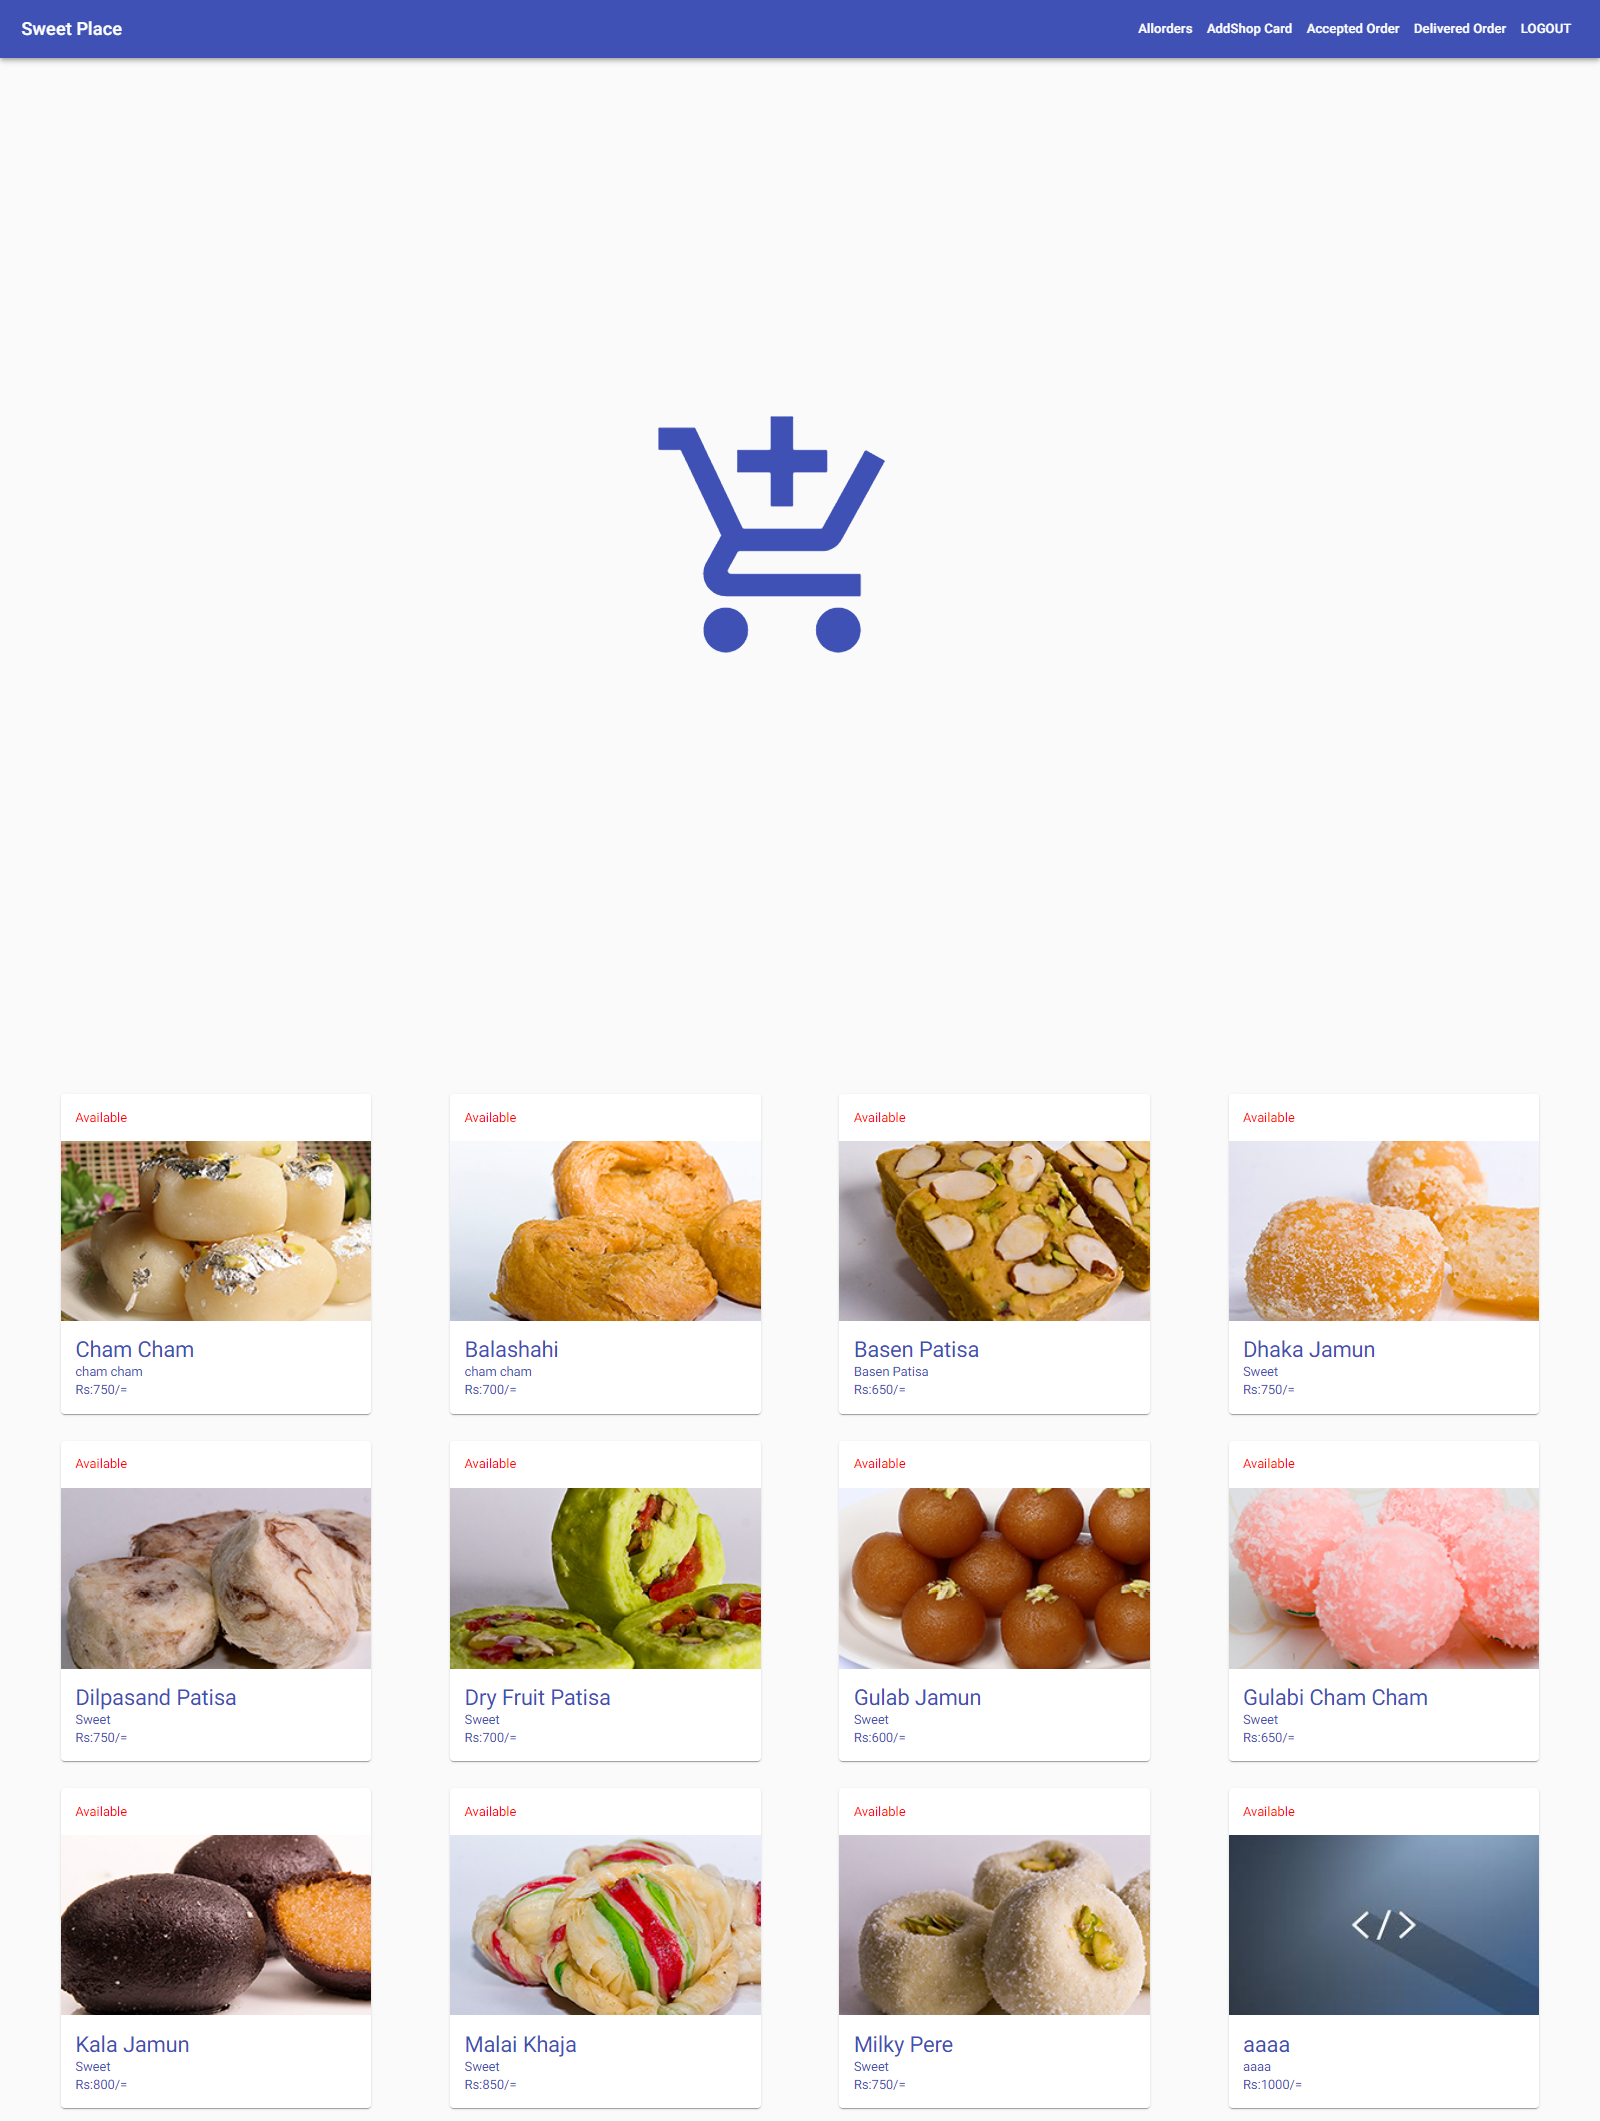 Sweet Place
Allorders AddShop Card Accepted Order Delivered Order LOGOUT
Available Available Available Available
Cham Cham Balashahi Basen Patisa Dhaka Jamun
cham cham cham cham Basen Patisa Sweet
Rs:750/= Rs:700/= Rs:650/= Rs:750/=
Available Available Available Available
Dilpasand Patisa Dry Fruit Patisa Gulab Jamun Gulabi Cham Cham
Sweet Sweet Sweet Sweet
Rs:750/= Rs:700/= Rs:600/= Rs:650/=
Available Available Available Available
</>
Kala Jamun Malai Khaja Milky Pere aaaa
Sweet Sweet Sweet aaaa
Rs:800/= Rs:850/= Rs:750/= Rs:1000/=